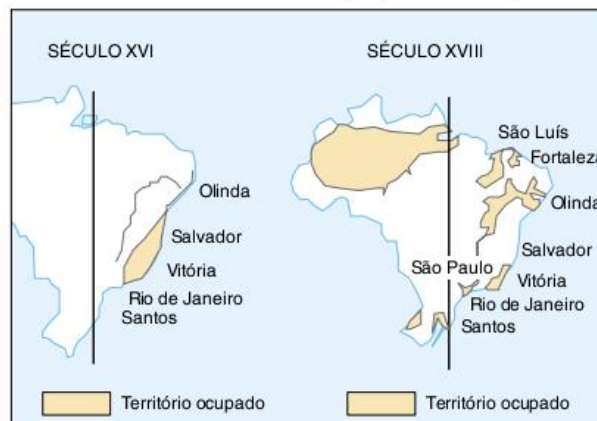 SÉCULO XVI
Olinda
Salvador
Vitória
Rio de Janeiro
Santos
Território ocupado
SÉCULO XVIII
São Luís
Fortaleza
Olinda
Salvador
São Paulo
Vitória
Rio de Janeiro
Santos
Território ocupado